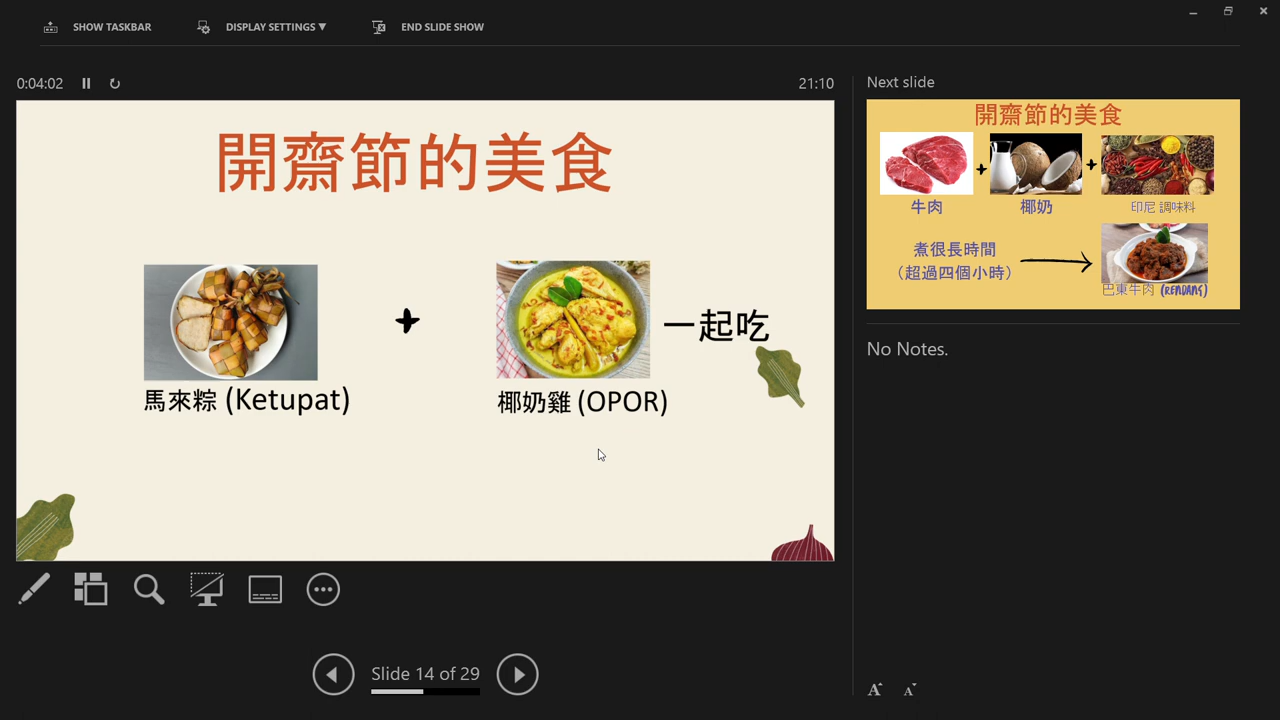 SHOW TASKBAR
DISPLAY SETTINGS ▼
END SLIDE SHOW
0:04:02
21:10
開齋節的美食
馬來粽 (Ketupat)
+
椰奶雞 (OPOR)
一起吃
Slide 14 of 29
Next slide
開齋節的美食
+
+
牛肉
椰奶
印尼 調味料
煮很長時間
（超過四個小時）
巴東牛肉 (RENDANG)
No Notes.
A A